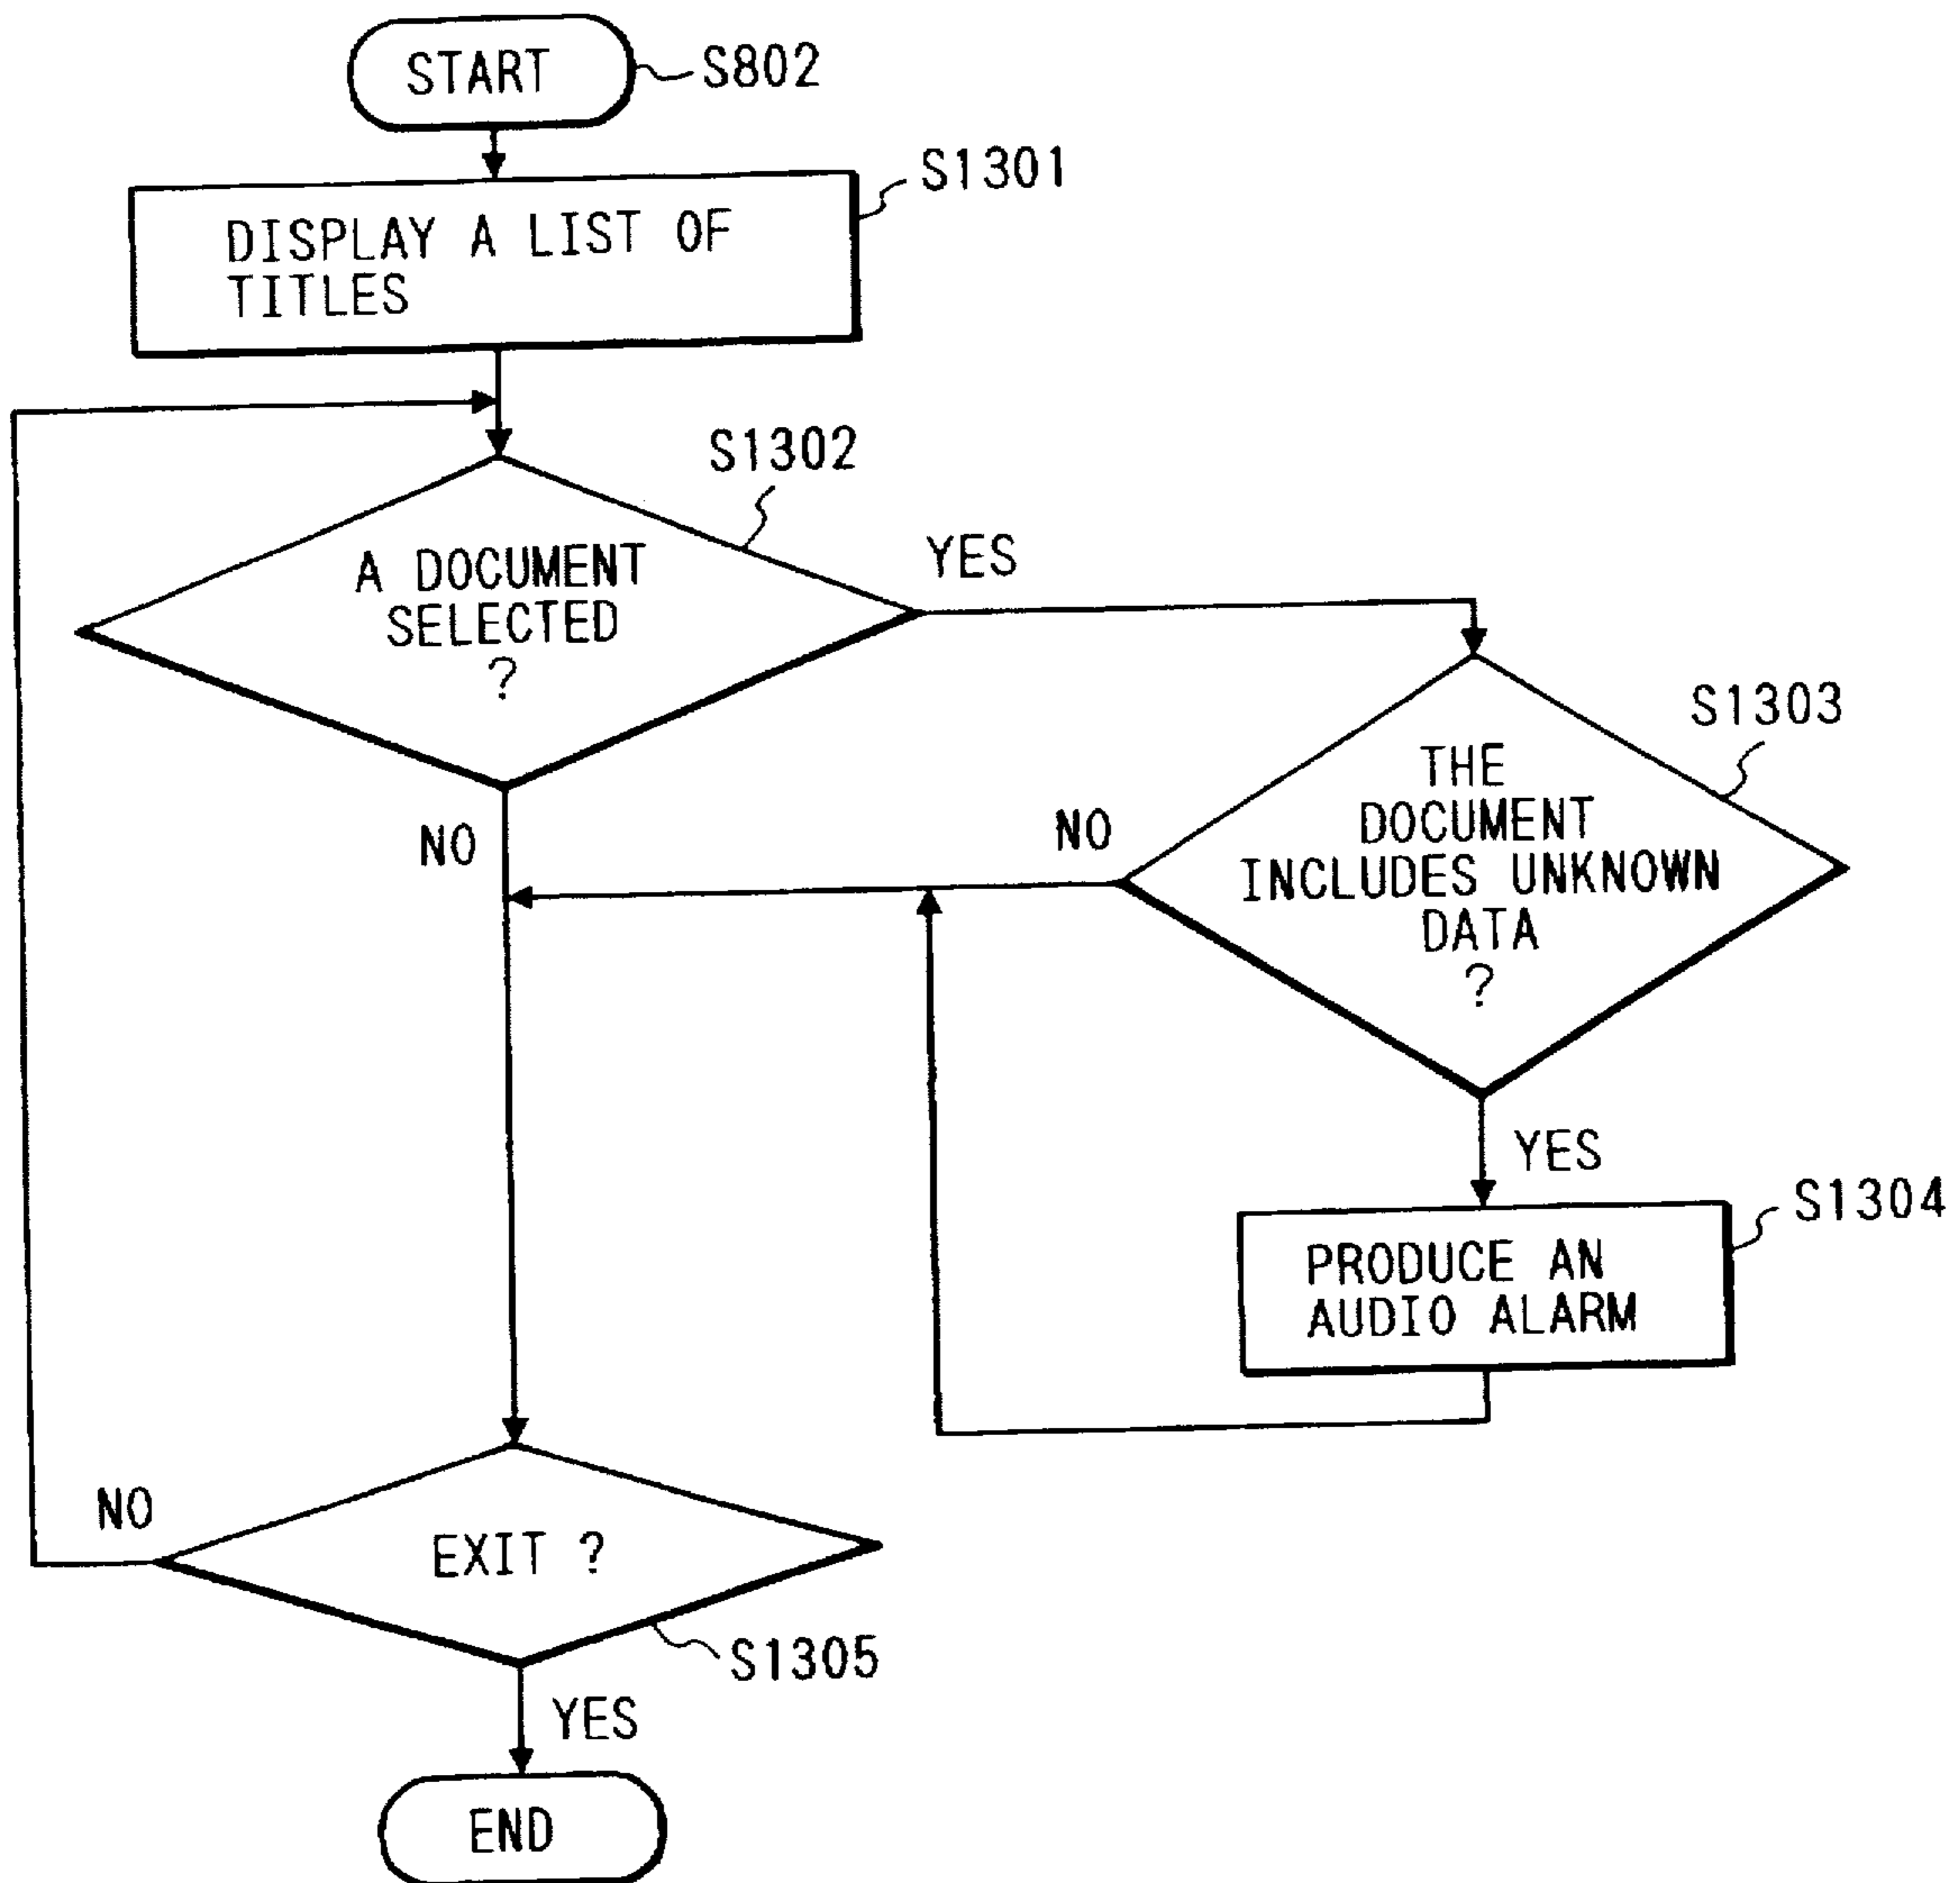 START
S802
S1301
DISPLAY A LIST OF
TITLES
S1302
A DOCUMENT
SELECTED
?
YES
S1303
THE
DOCUMENT
INCLUDES UNKNOWN
DATA
?
NO
NO
YES
S1304
PRODUCE AN
AUDIO ALARM
NO
EXIT ?
S1305
YES
END